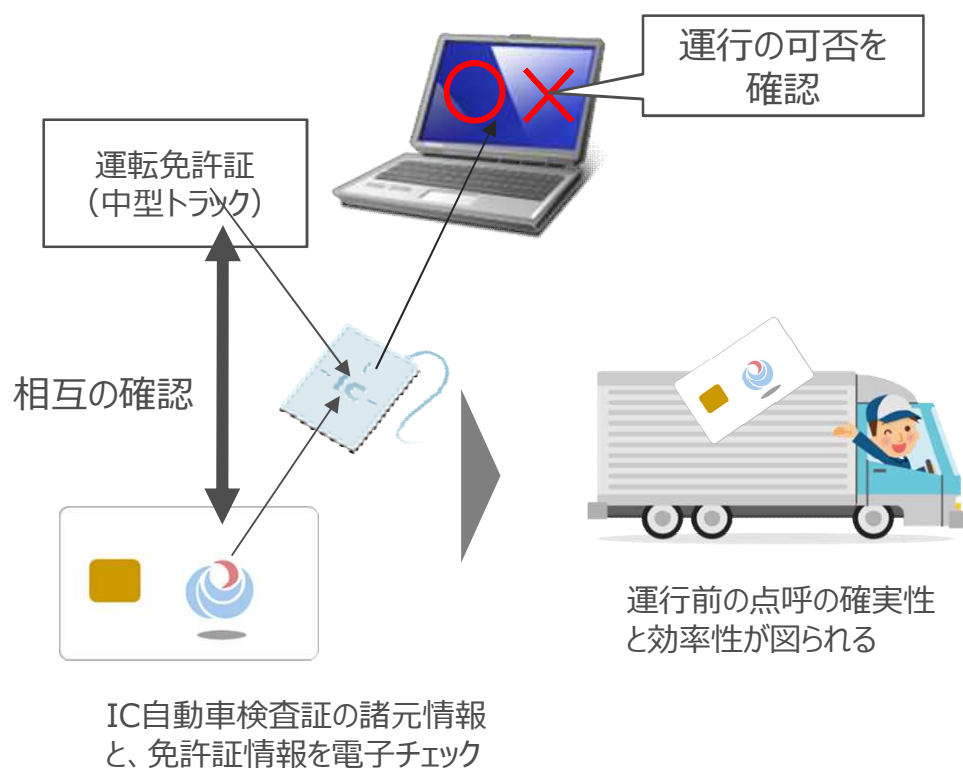 運行の可否を
確認
運転免許証
（中型トラック）
IC
相互の確認
運行前の点呼の確実性
と効率性が図られる
IC自動車検査証の諸元情報
と、免許証情報を電子チェック